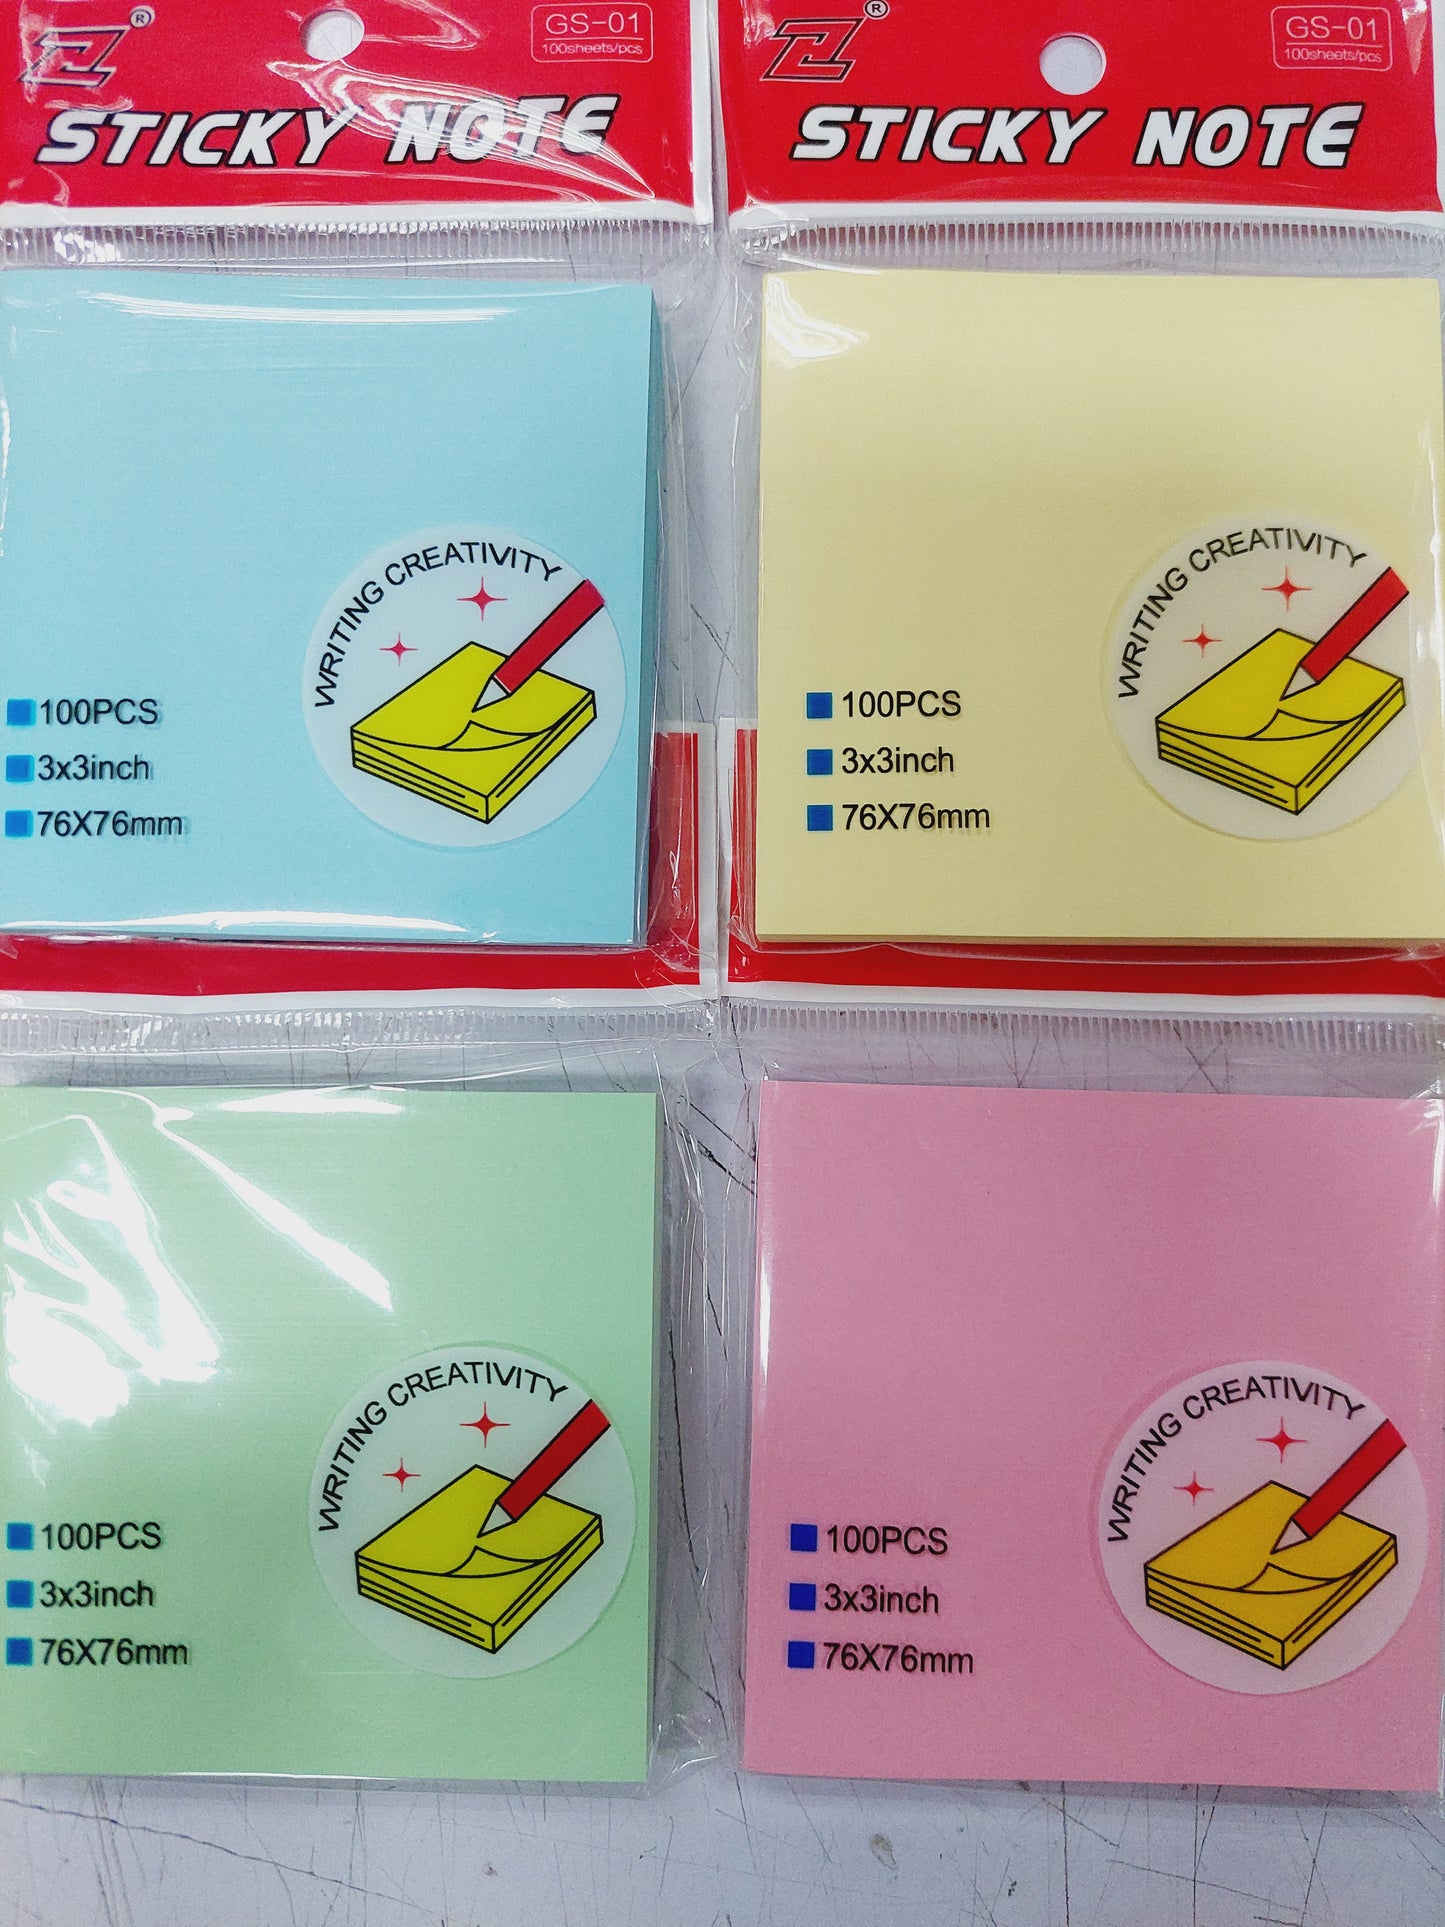 ®
GS-01
100sheets/pcs
STICKY NOTE
®
GS-01
100sheets/pcs
STICKY NOTE
WRITING CREATIVITY
100PCS
3x3inch
76X76mm
WRITING CREATIVITY
100PCS
3x3inch
76X76mm
WRITING CREATIVITY
100PCS
3x3inch
76X76mm
WRITING CREATIVITY
100PCS
3x3inch
76X76mm